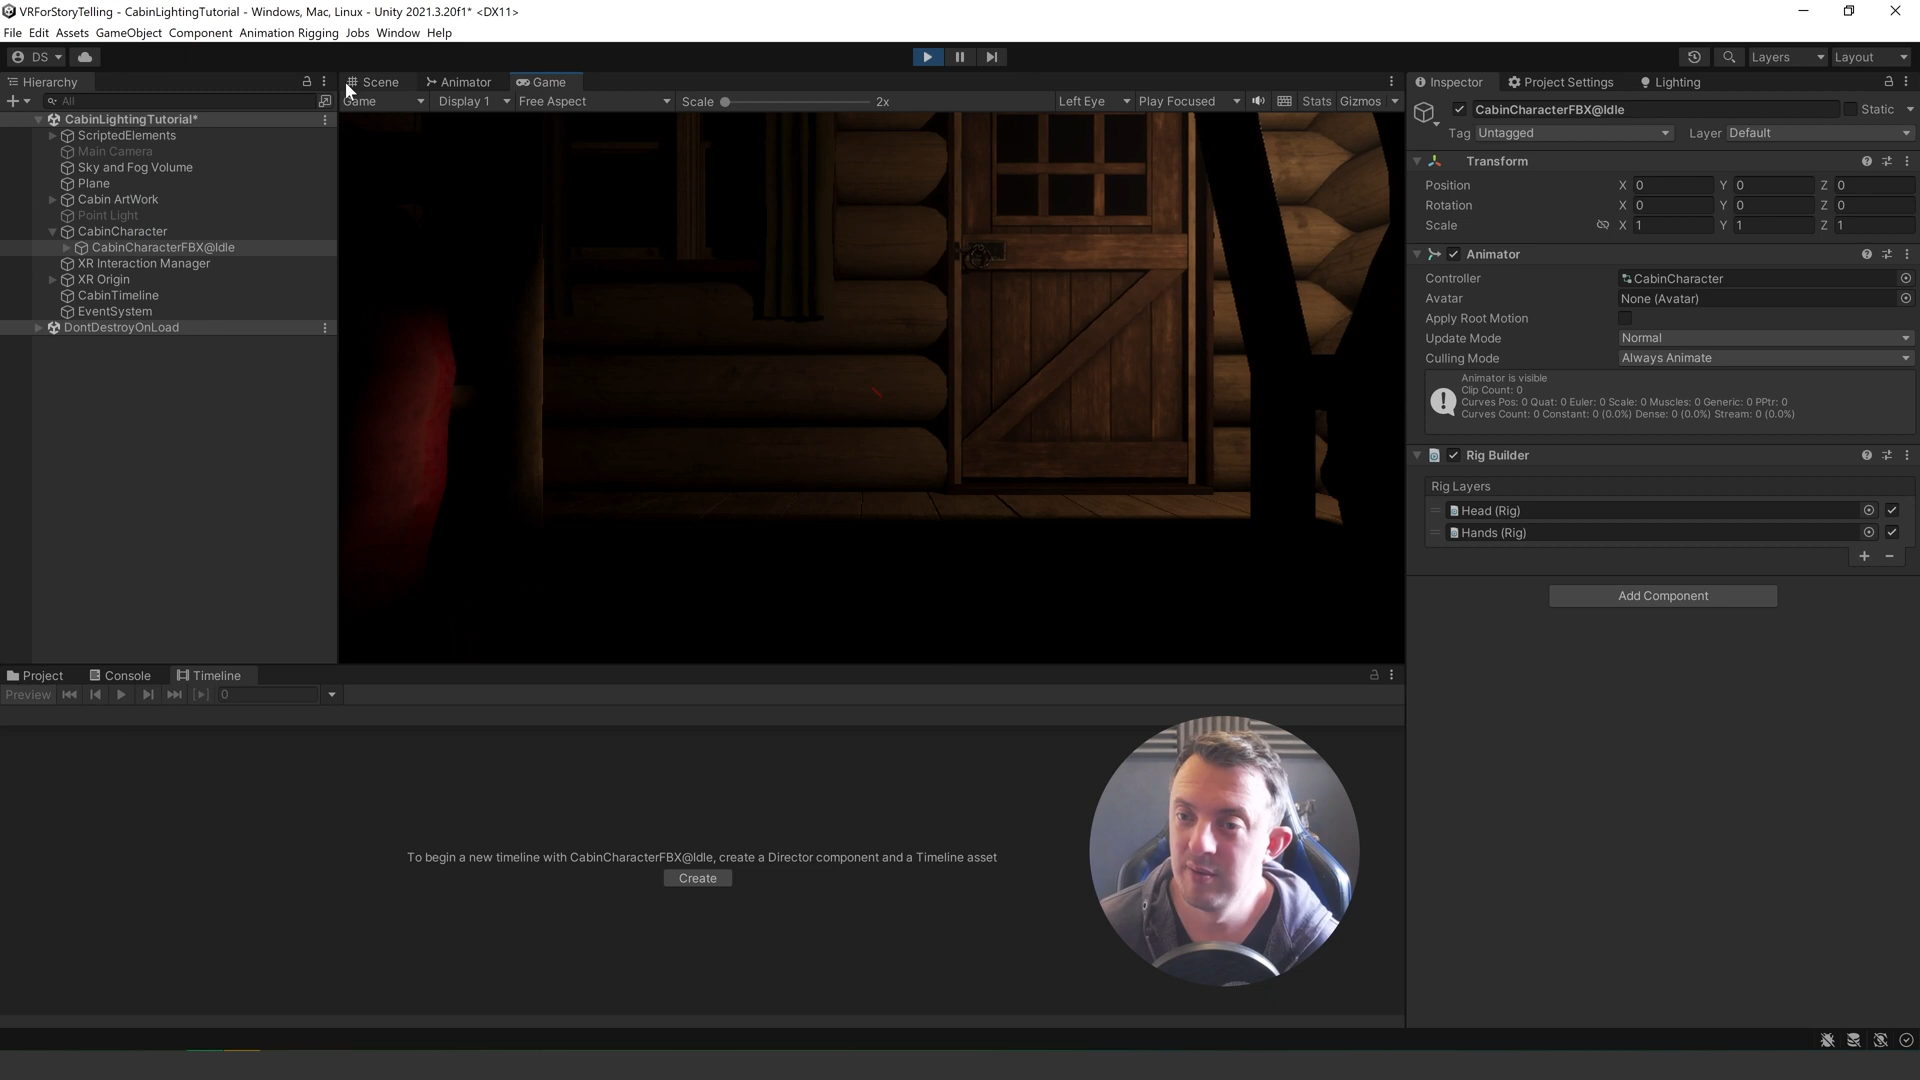 VRForStoryTelling - CabinLightingTutorial - Windows, Mac, Linux - Unity 2021.3.20f1* <DX11>
File Edit Assets GameObject Component Animation Rigging Jobs Window Help
DS Layers Layout
Hierarchy Scene Animator Game Inspector Project Settings Lighting
All Game Display 1 Free Aspect Scale 2x Left Eye Play Focused Stats Gizmos
CabinCharacterFBX@Idle Static
CabinLightingTutorial*
ScriptedElements
Main Camera
Sky and Fog Volume
Plane
Cabin ArtWork
Point Light
CabinCharacter
CabinCharacterFBX@Idle
XR Interaction Manager
XR Origin
CabinTimeline
EventSystem
DontDestroyOnLoad
Tag Untagged Layer Default
Transform
Position X 0 Y 0 Z 0
Rotation X 0 Y 0 Z 0
Scale X 1 Y 1 Z 1
Animator
Controller CabinCharacter
Avatar None (Avatar)
Apply Root Motion
Update Mode Normal
Culling Mode Always Animate
Animator is visible
Clip Count: 0
Curves Pos: 0 Quat: 0 Euler: 0 Scale: 0 Muscles: 0 Generic: 0 PPtr: 0
Curves Count: 0 Constant: 0 (0.0%) Dense: 0 (0.0%) Stream: 0 (0.0%)
Rig Builder
Rig Layers
Head (Rig)
Hands (Rig)
Add Component
Project Console Timeline
Preview 0
To begin a new timeline with CabinCharacterFBX@Idle, create a Director component and a Timeline asset
Create